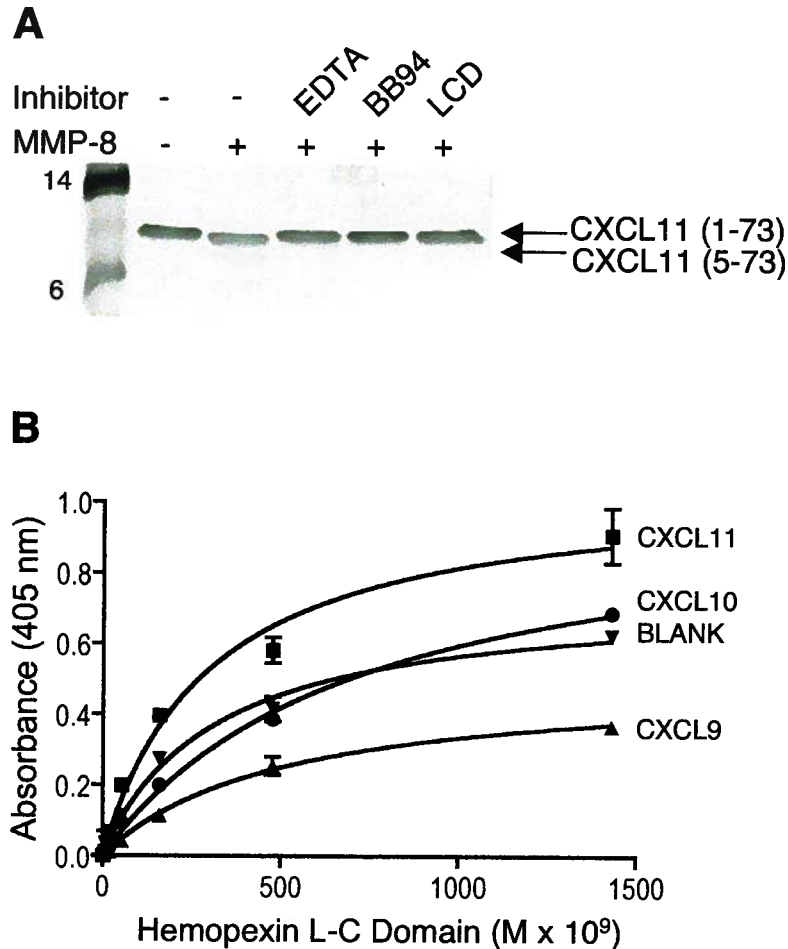 A
Inhibitor - - EDTA BB94 LCD
MMP-8 - + + + +
14
CXCL11 (1-73)
CXCL11 (5-73)
6
B
1.0
CXCL11
0.8
CXCL10
0.6
BLANK
0.4
CXCL9
0.2
0.0
Absorbance (405 nm)
0 500 1000 1500
Hemopexin L-C Domain (M x 10⁹)